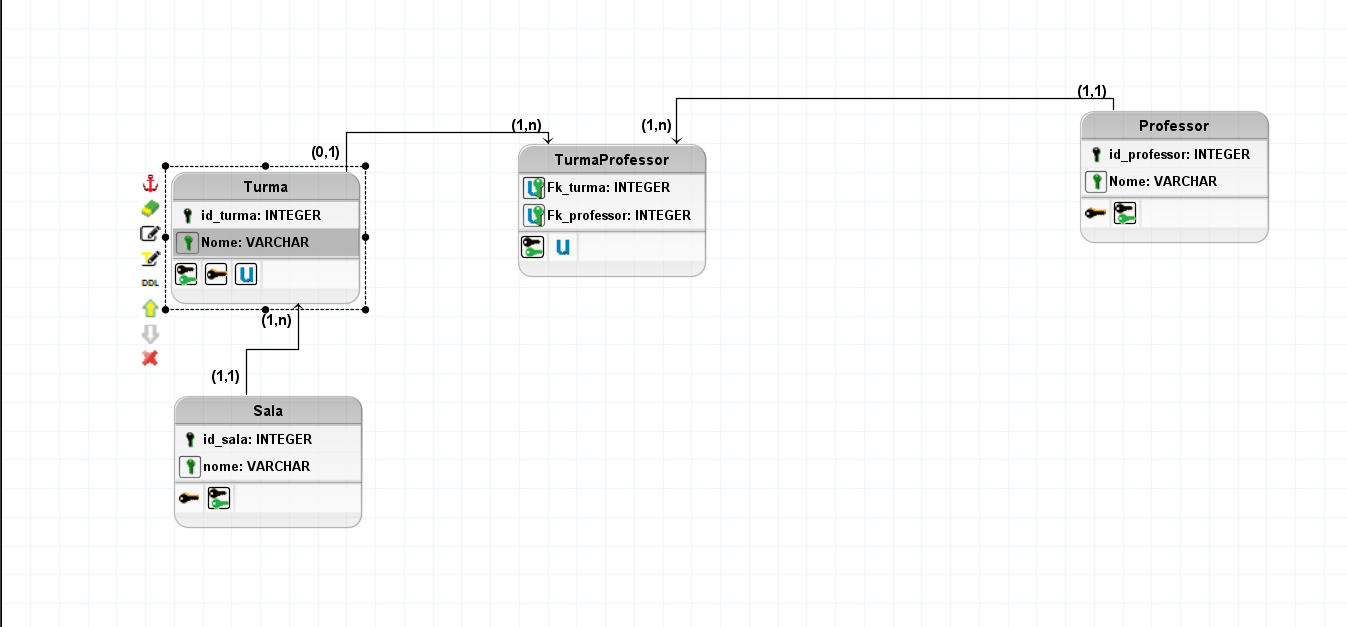 (1,1)
(1,n)
(1,n)
(0,1)
TurmaProfessor
Fk_turma: INTEGER
Fk_professor: INTEGER
U
Professor
id_professor: INTEGER
Nome: VARCHAR
Turma
id_turma: INTEGER
Nome: VARCHAR
U
DDL
(1,n)
(1,1)
Sala
id_sala: INTEGER
nome: VARCHAR